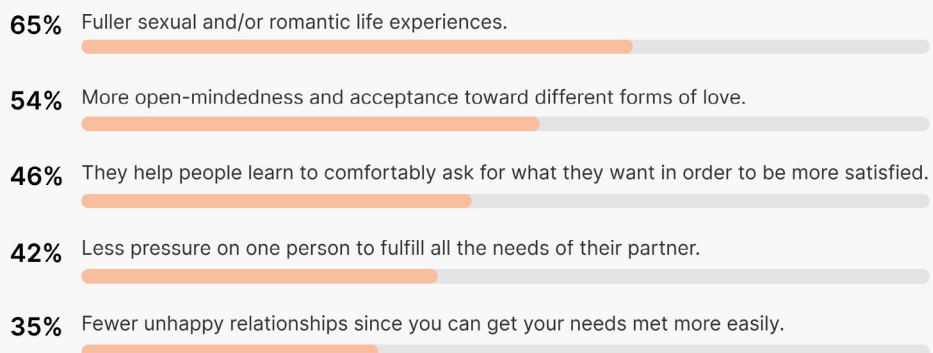 65% Fuller sexual and/or romantic life experiences.
54% More open-mindedness and acceptance toward different forms of love.
46% They help people learn to comfortably ask for what they want in order to be more satisfied.
42% Less pressure on one person to fulfill all the needs of their partner.
35% Fewer unhappy relationships since you can get your needs met more easily.